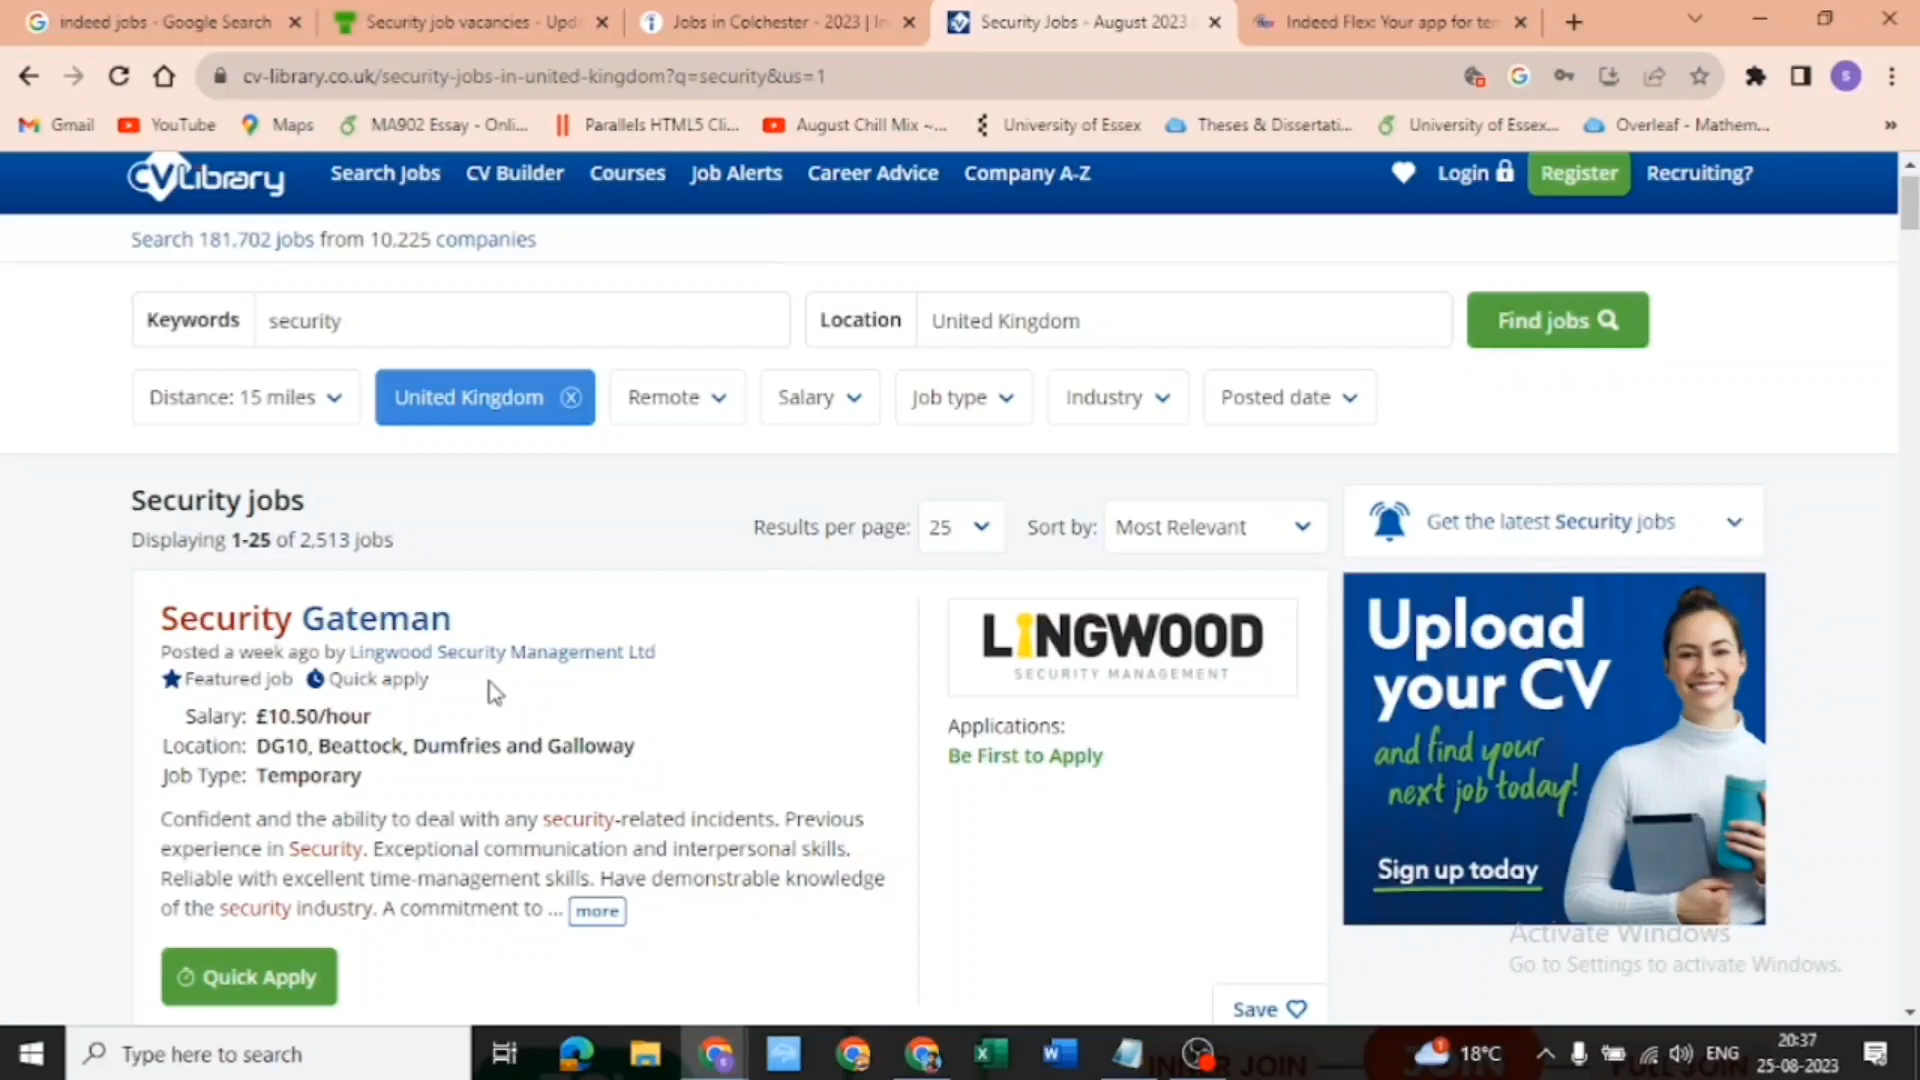 indeed jobs - Google Search
Security job vacancies - Upd
Jobs in Colchester - 2023 | In
Security Jobs - August 2023
Indeed Flex: Your app for ten
cv-library.co.uk/security-jobs-in-united-kingdom?q=security&us=1
S
Gmail
YouTube
Maps
MA902 Essay - Onli...
Parallels HTML5 Cli...
August Chill Mix ~...
University of Essex
Theses & Dissertati...
University of Essex...
Overleaf - Mathem...
»
CVLibrary
Search Jobs
CV Builder
Courses
Job Alerts
Career Advice
Company A-Z
Login
Register
Recruiting?
Search 181,702 jobs from 10,225 companies
Keywords
security
Location
United Kingdom
Find jobs
Distance: 15 miles
United Kingdom
Remote
Salary
Job type
Industry
Posted date
Security jobs
Displaying 1-25 of 2,513 jobs
Results per page: 25
Sort by: Most Relevant
Get the latest Security jobs
Security Gateman
Posted a week ago by Lingwood Security Management Ltd
Featured job Quick apply
Salary: £10.50/hour
Location: DG10, Beattock, Dumfries and Galloway
Job Type: Temporary
Confident and the ability to deal with any security-related incidents. Previous
experience in Security. Exceptional communication and interpersonal skills.
Reliable with excellent time-management skills. Have demonstrable knowledge
of the security industry. A commitment to ... more
Quick Apply
LINGWOOD
SECURITY MANAGEMENT
Applications:
Be First to Apply
Save
Upload
your CV
and find your
next job today!
Sign up today
Activate Windows
Go to Settings to activate Windows.
Type here to search
18°C
ENG
20:37
25-08-2023